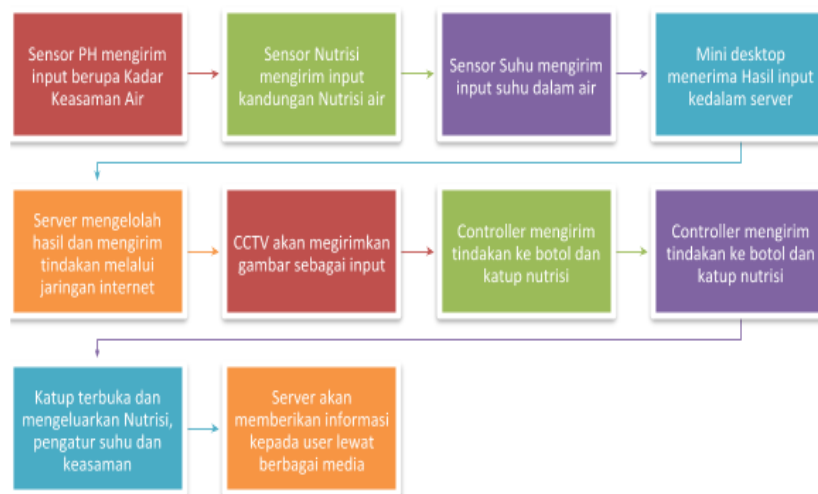 Sensor PH mengirim
input berupa Kadar
Keasaman Air
Sensor Nutrisi
mengirim input
kandungan Nutrisi air
Sensor Suhu mengirim
input suhu dalam air
Mini desktop
menerima Hasil input
kedalam server
Server mengelolah
hasil dan mengirim
tindakan melalui
jaringan internet
CCTV akan megirimkan
gambar sebagai input
Controller mengirim
tindakan ke botol dan
katup nutrisi
Controller mengirim
tindakan ke botol dan
katup nutrisi
Katup terbuka dan
mengeluarkan Nutrisi,
pengatur suhu dan
keasaman
Server akan
memberikan informasi
kepada user lewat
berbagai media